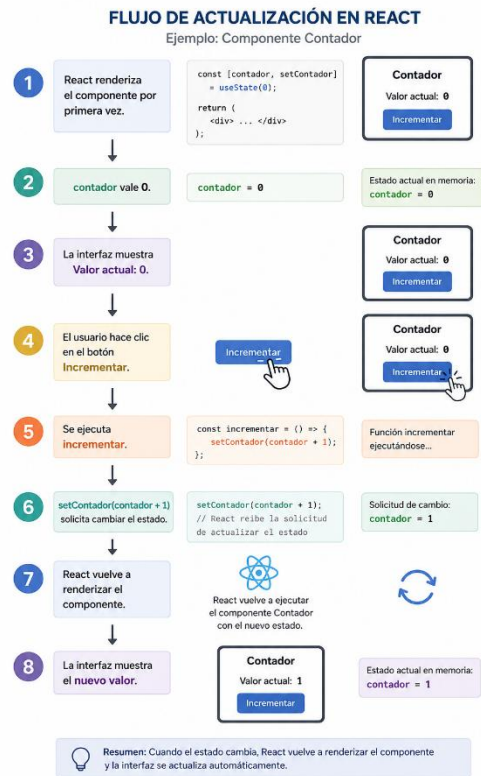 FLUJO DE ACTUALIZACIÓN EN REACT
Ejemplo: Componente Contador
1
React renderiza
el componente por
primera vez.
const [contador, setContador]
= useState(0);
return (
<div> ... </div>
);
Contador
Valor actual: 0
Incrementar
2
contador vale 0.
contador = 0
Estado actual en memoria:
contador = 0
3
La interfaz muestra
Valor actual: 0.
Contador
Valor actual: 0
Incrementar
4
El usuario hace clic
en el botón
Incrementar.
Incrementar
Contador
Valor actual: 0
Incrementar
5
Se ejecuta
incrementar.
const incrementar = () => {
setContador(contador + 1);
};
Función incrementar
ejecutándose...
6
setContador(contador + 1)
solicita cambiar el estado.
setContador(contador + 1);
// React reibe la solicitud
de actualizar el estado
Solicitud de cambio:
contador = 1
7
React vuelve a
renderizar el
componente.
React vuelve a ejecutar
el componente Contador
con el nuevo estado.
8
La interfaz muestra
el nuevo valor.
Contador
Valor actual: 1
Incrementar
Estado actual en memoria:
contador = 1
Resumen: Cuando el estado cambia, React vuelve a renderizar el componente
y la interfaz se actualiza automáticamente.